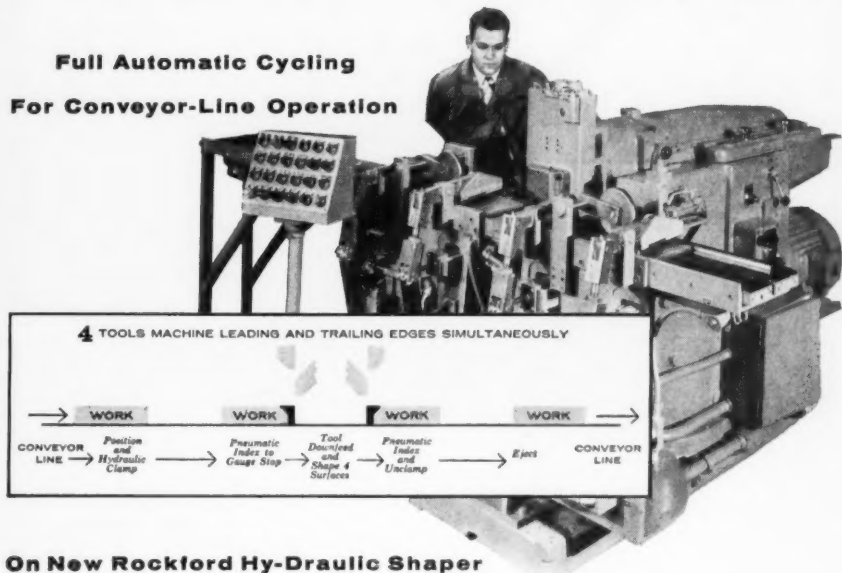 Full Automatic Cycling
For Conveyor-Line Operation
4 TOOLS MACHINE LEADING AND TRAILING EDGES SIMULTANEOUSLY
WORK WORK WORK WORK
CONVEYOR LINE
Position and Hydraulic Clamp
Pneumatic Index to Gauge Stop
Tool Downfeed and Shape 4 Surfaces
Pneumatic Index and Unclamp
Eject
CONVEYOR LINE
On New Rockford Hy-Draulic Shaper